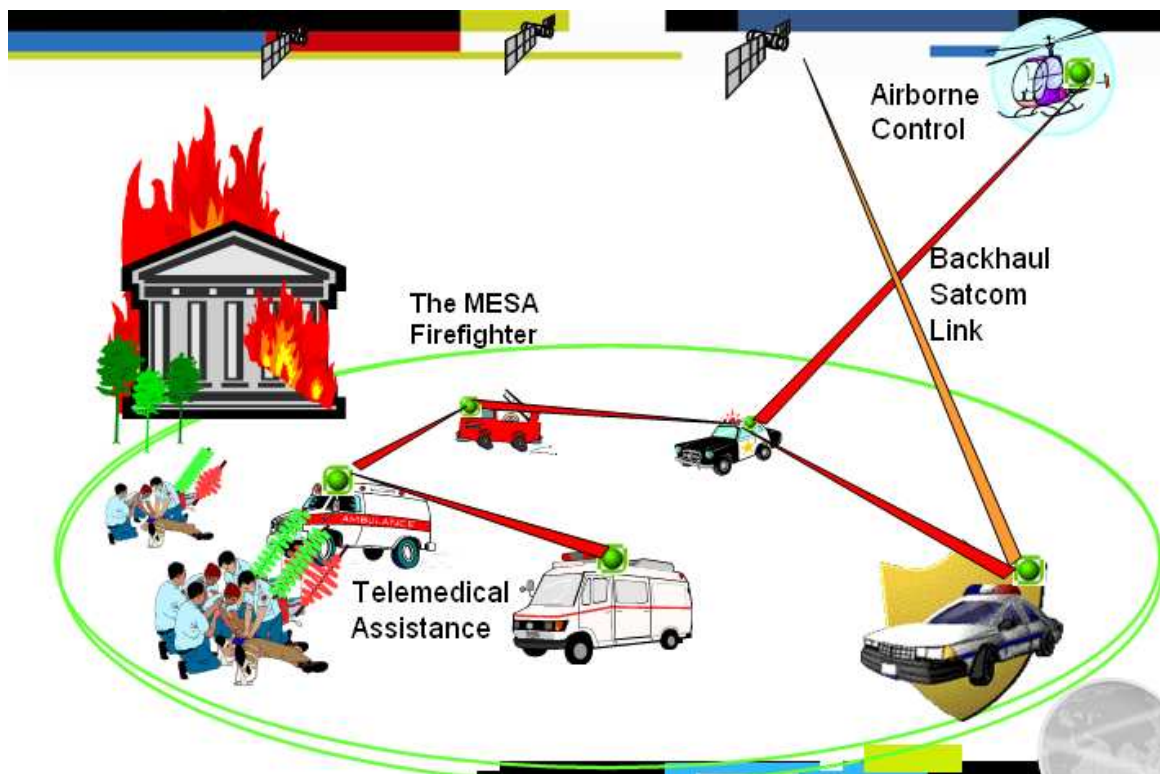 Airborne
Control
Backhaul
Satcom
Link
The MESA
Firefighter
AMBULANCE
Telemedical
Assistance